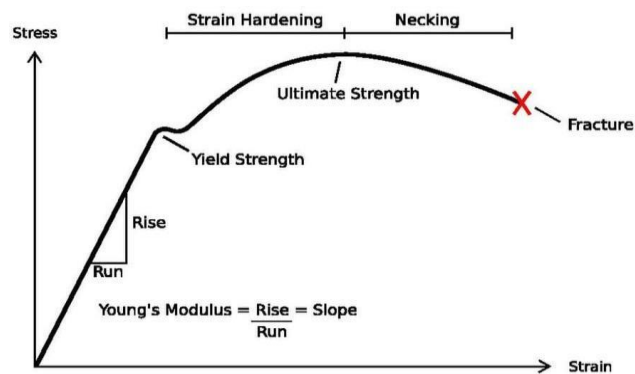 Strain Hardening
Necking
Stress
Ultimate Strength
Fracture
Yield Strength
Rise
Run
Young's Modulus = Rise = Slope
Run
Strain